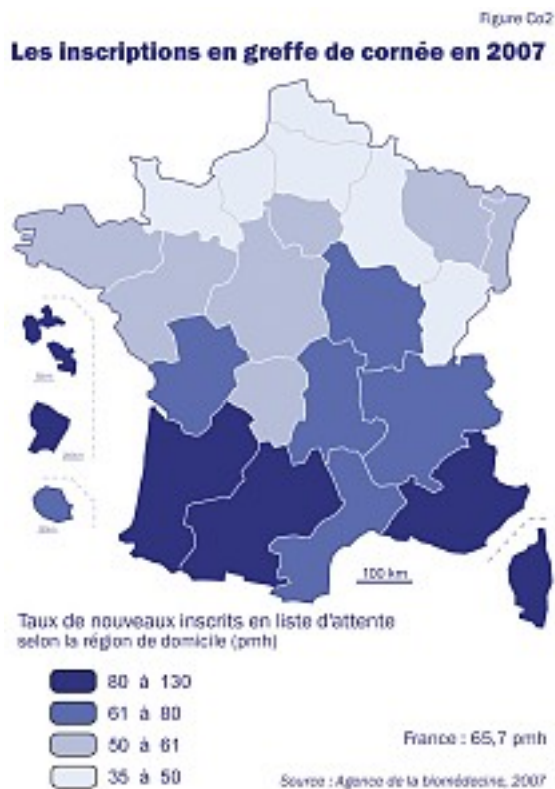 Figure Co2
Les inscriptions en greffe de cornée en 2007
100 km
Taux de nouveaux inscrits en liste d'attente
selon la région de domicile (pmh)
80 à 130
61 à 80
50 à 61
35 à 50
France : 65,7 pmh
Source : Agence de la biomédecine, 2007